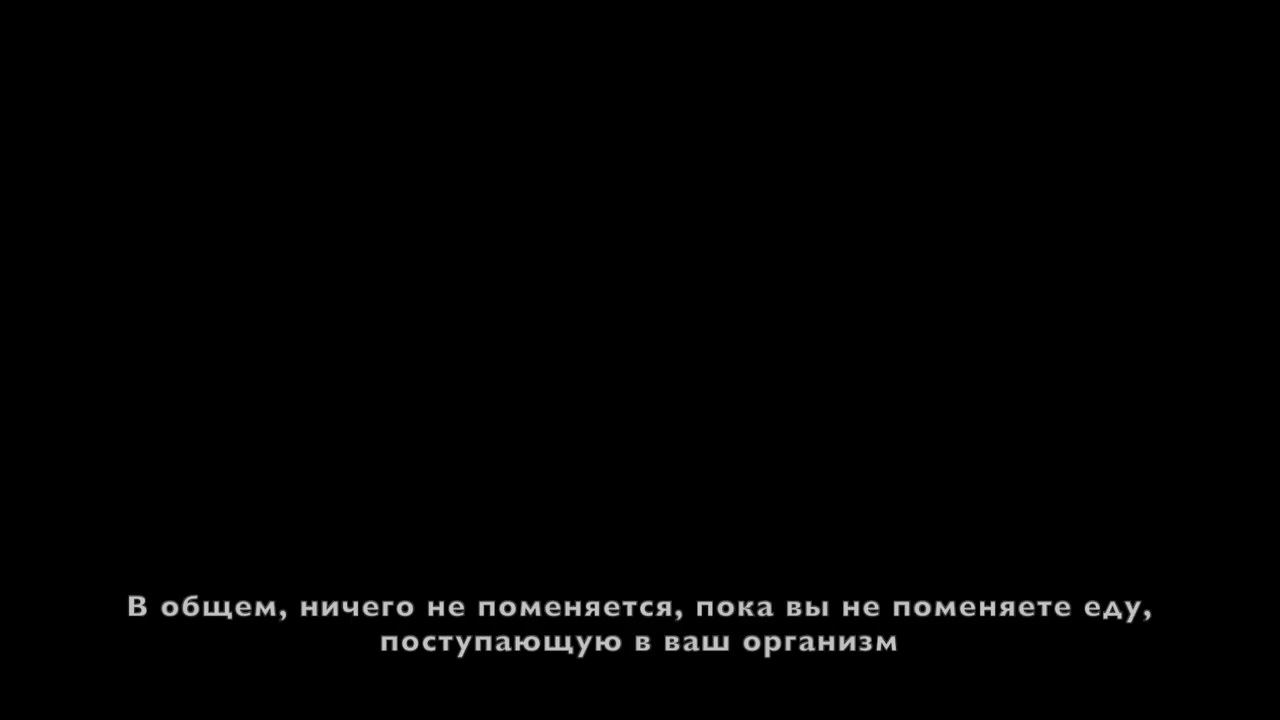 В общем, ничего не поменяется, пока вы не поменяете еду,
поступающую в ваш организм